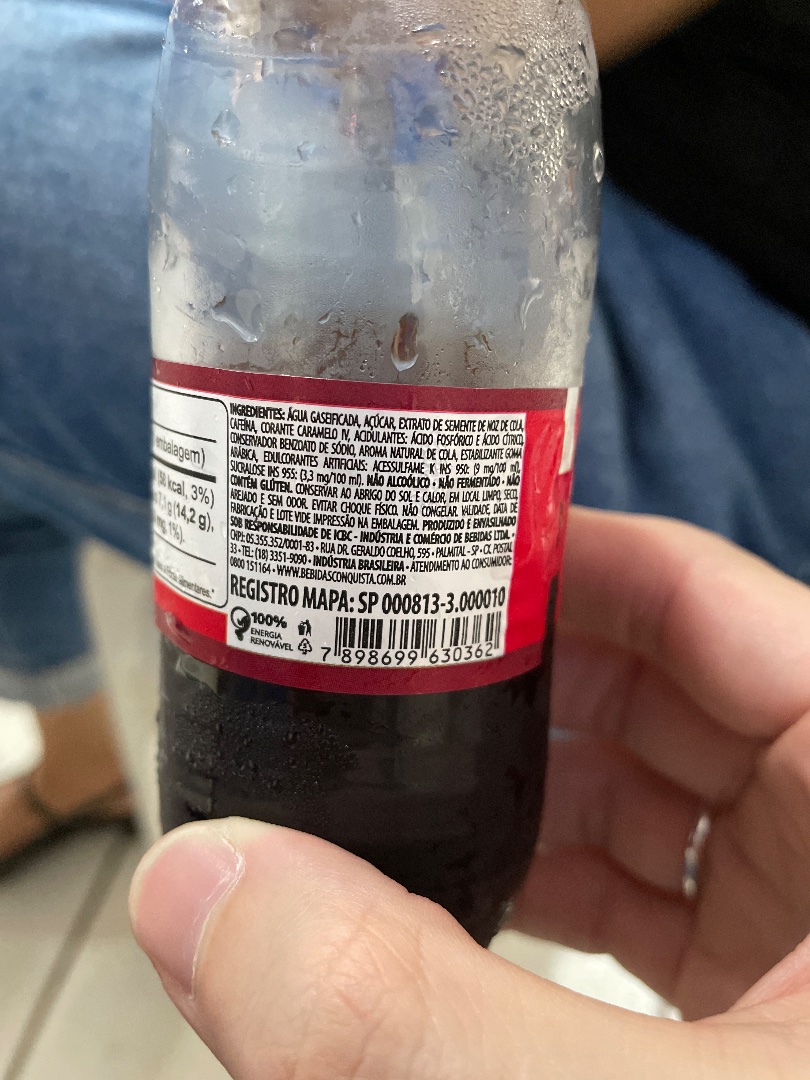 embalagem)
(58 kcal, 3%)
7,1 g (14,2 g),
1%).
alimentares."
INGREDIENTES: ÁGUA GASEIFICADA, AÇÚCAR, EXTRATO DE SEMENTE DE NOZ DE COLA,
CAFEÍNA, CORANTE CARAMELO IV, ACIDULANTES: ÁCIDO FOSFÓRICO E ÁCIDO CÍTRICO,
CONSERVADOR BENZOATO DE SÓDIO, AROMA NATURAL DE COLA, ESTABILIZANTE GOMA
ARÁBICA, EDULCORANTES ARTIFICIAIS: ACESSULFAME K INS 950: (9 mg/100 ml),
SUCRALOSE INS 955: (3,3 mg/100 ml). NÃO ALCOÓLICO • NÃO FERMENTADO • NÃO
CONTÉM GLÚTEN. CONSERVAR AO ABRIGO DO SOL E CALOR, EM LOCAL LIMPO, SECO,
AREJADO E SEM ODOR. EVITAR CHOQUE FÍSICO. NÃO CONGELAR. VALIDADE, DATA DE
FABRICAÇÃO E LOTE VIDE IMPRESSÃO NA EMBALAGEM. PRODUZIDO E ENVASILHADO
SOB RESPONSABILIDADE DE ICBC - INDÚSTRIA E COMÉRCIO DE BEBIDAS LTDA. •
CNPJ: 05.355.352/0001-83 • RUA DR. GERALDO COELHO, 595 • PALMITAL - SP • CX. POSTAL
33 • TEL: (18) 3351-9090 • INDÚSTRIA BRASILEIRA • ATENDIMENTO AO CONSUMIDOR:
0800 151164 • WWW.BEBIDASCONQUISTA.COM.BR
REGISTRO MAPA: SP 000813-3.000010
100%
ENERGIA
RENOVÁVEL
7 898699 630362